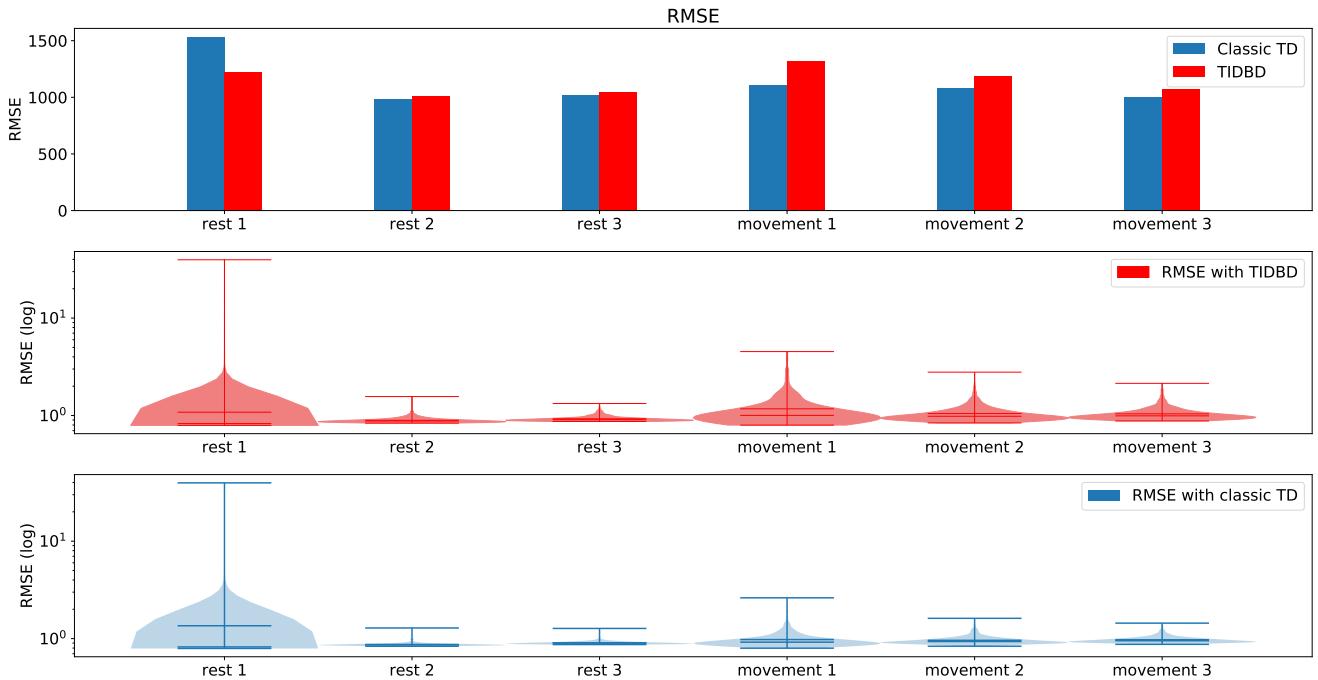 RMSE
1500
1000
500
0
RMSE
Classic TD
TIDBD
rest 1 rest 2 rest 3 movement 1 movement 2 movement 3
10¹
10⁰
RMSE (log)
RMSE with TIDBD
rest 1 rest 2 rest 3 movement 1 movement 2 movement 3
10¹
10⁰
RMSE (log)
RMSE with classic TD
rest 1 rest 2 rest 3 movement 1 movement 2 movement 3